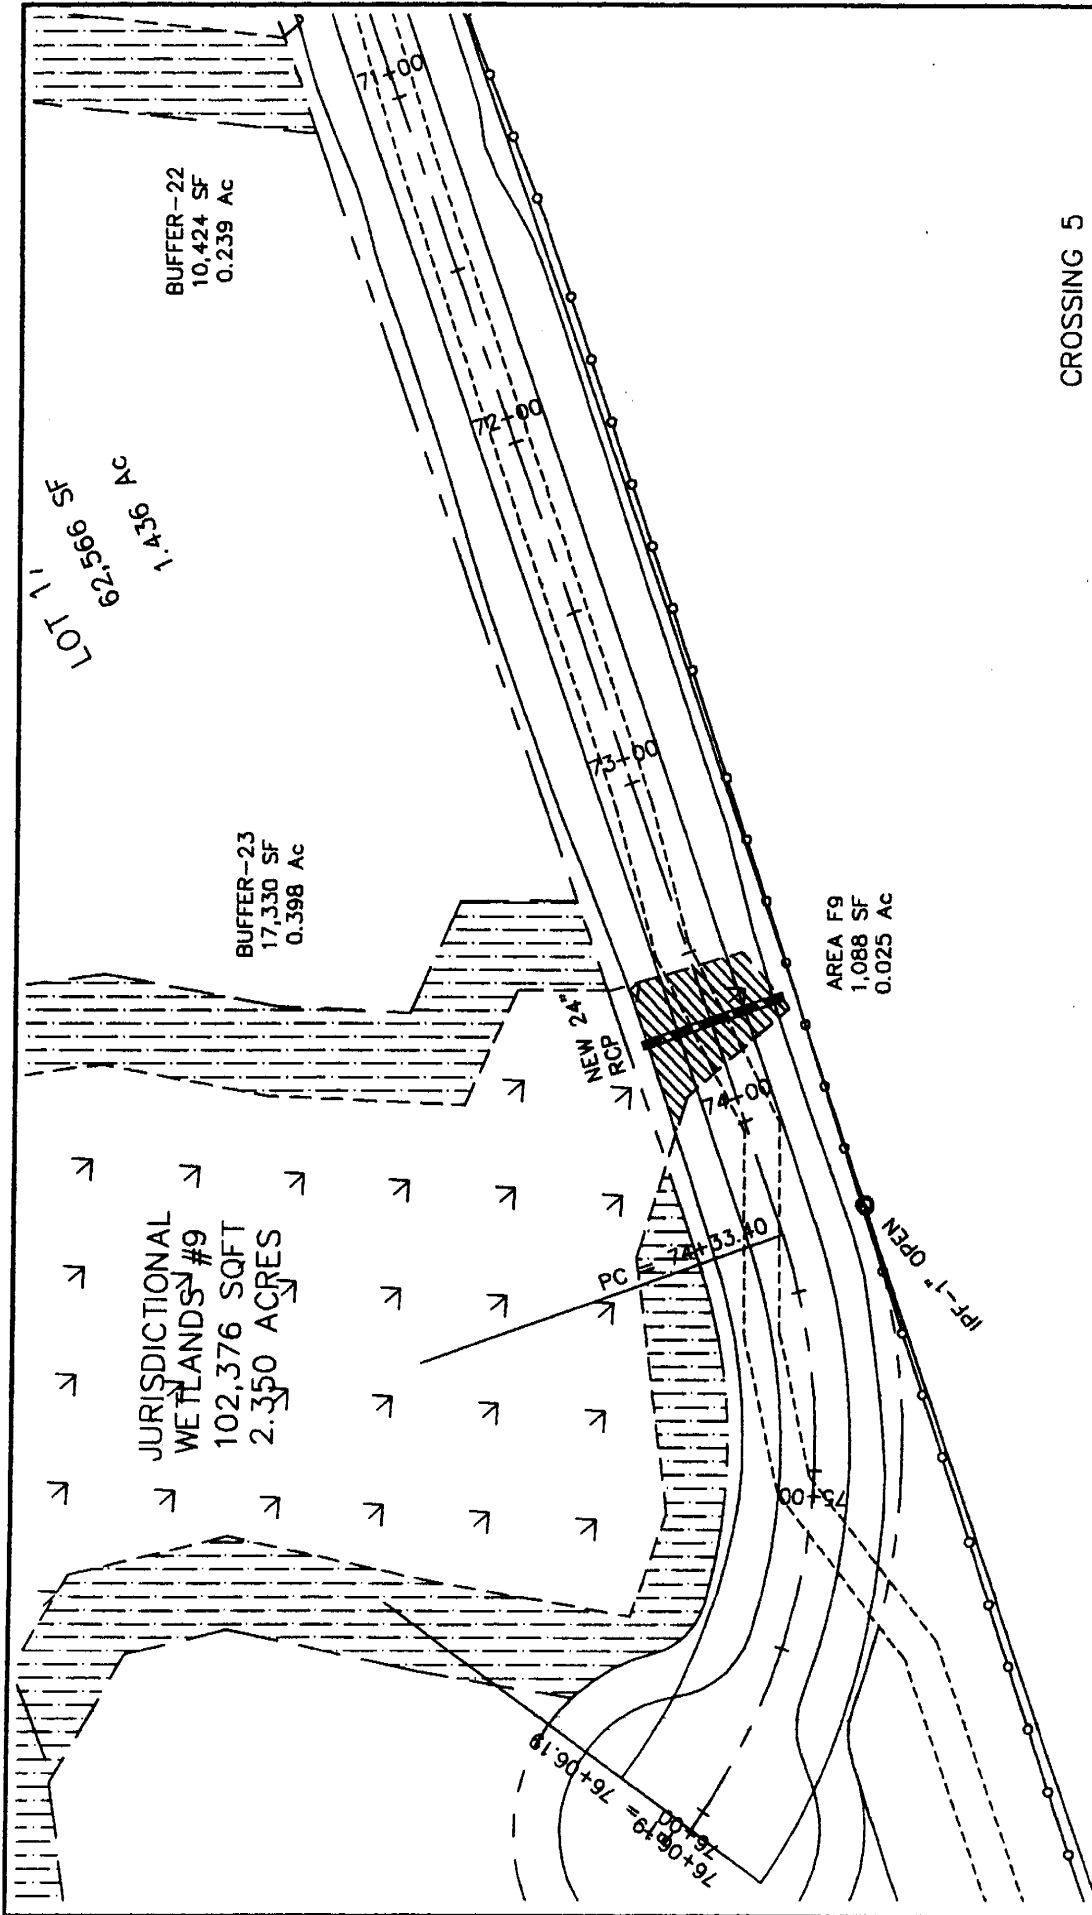 BUFFER-22
10,424 SF
0.239 Ac
71+00
62,566 SF
1.436 Ac
72+00
CROSSING 5
73+00
BUFFER-23
17,330 SF
0.398 Ac
NEW 24"
RCP
AREA F9
1,088 SF
0.025 Ac
74+00
JURISDICTIONAL
WETLANDS #9
102,376 SQFT
2.350 ACRES
PC = 74+33.40
IPF-1" OPEN
75+00
76+00
76+06.19= 76+06.19
LOT